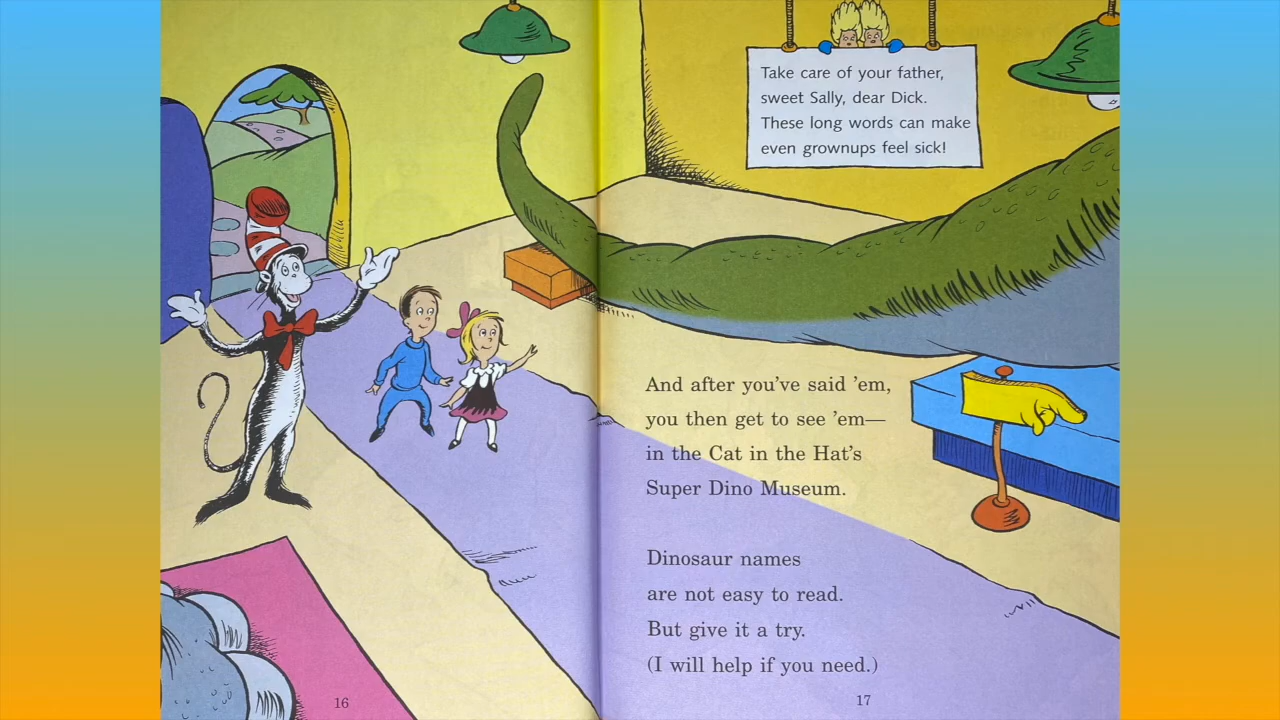 Take care of your father,
sweet Sally, dear Dick.
These long words can make
even grownups feel sick!
And after you've said 'em,
you then get to see 'em—
in the Cat in the Hat's
Super Dino Museum.
Dinosaur names
are not easy to read.
But give it a try.
(I will help if you need.)
16
17